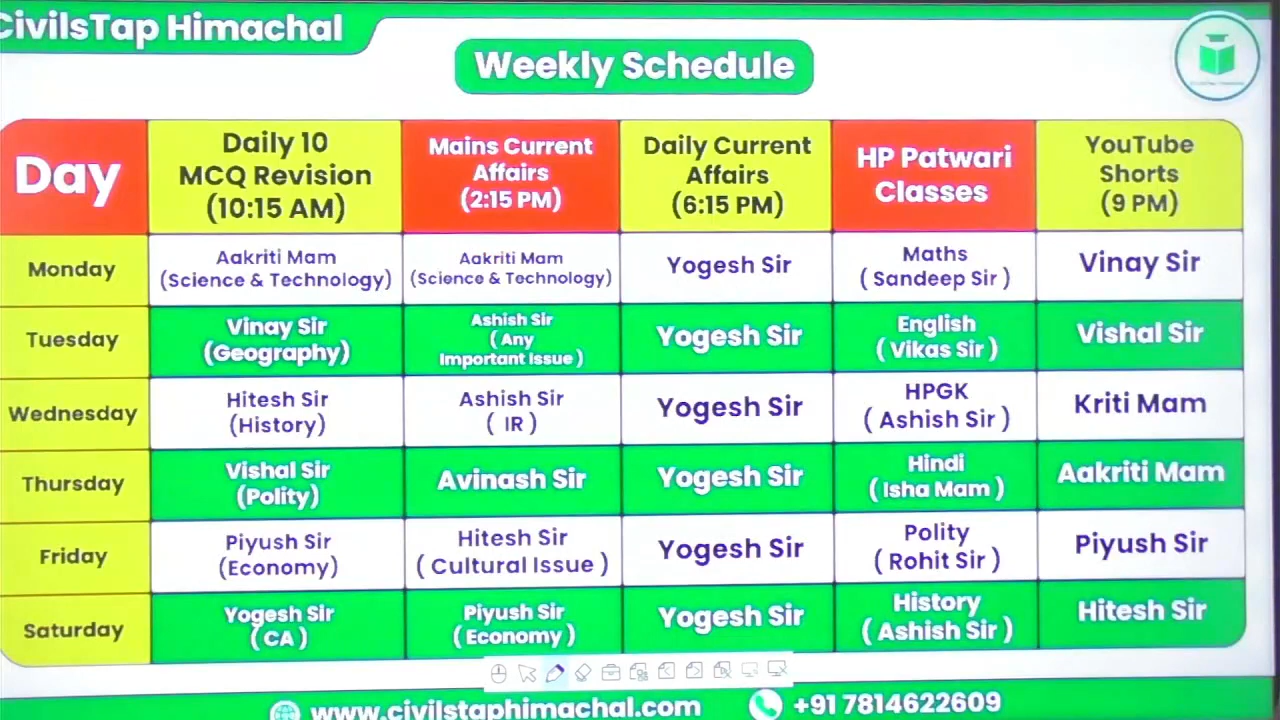 CivilsTap Himachal
Weekly Schedule
Day
Daily 10
MCQ Revision
(10:15 AM)
Mains Current
Affairs
(2:15 PM)
Daily Current
Affairs
(6:15 PM)
HP Patwari
Classes
YouTube
Shorts
(9 PM)
Monday
Aakriti Mam
(Science & Technology)
Aakriti Mam
(Science & Technology)
Yogesh Sir
Maths
( Sandeep Sir )
Vinay Sir
Tuesday
Vinay Sir
(Geography)
Ashish Sir
( Any
Important Issue )
Yogesh Sir
English
( Vikas Sir )
Vishal Sir
Wednesday
Hitesh Sir
(History)
Ashish Sir
( IR )
Yogesh Sir
HPGK
( Ashish Sir )
Kriti Mam
Thursday
Vishal Sir
(Polity)
Avinash Sir
Yogesh Sir
Hindi
( Isha Mam )
Aakriti Mam
Friday
Piyush Sir
(Economy)
Hitesh Sir
( Cultural Issue )
Yogesh Sir
Polity
( Rohit Sir )
Piyush Sir
Saturday
Yogesh Sir
( CA )
Piyush Sir
( Economy )
Yogesh Sir
History
( Ashish Sir )
Hitesh Sir
www.civilstaphimachal.com
+91 7814622609